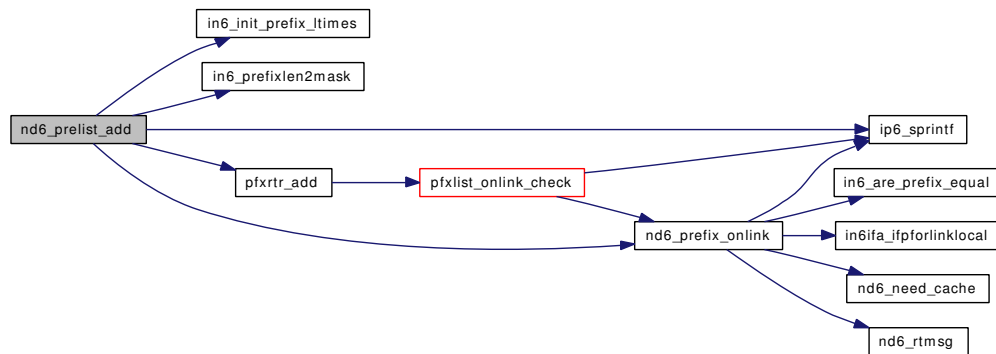 in6_init_prefix_ltimes
in6_prefixlen2mask
nd6_prelist_add
ip6_sprintf
pfxrtr_add
pfxlist_onlink_check
in6_are_prefix_equal
nd6_prefix_onlink
in6ifa_ifpforlinklocal
nd6_need_cache
nd6_rtmsg